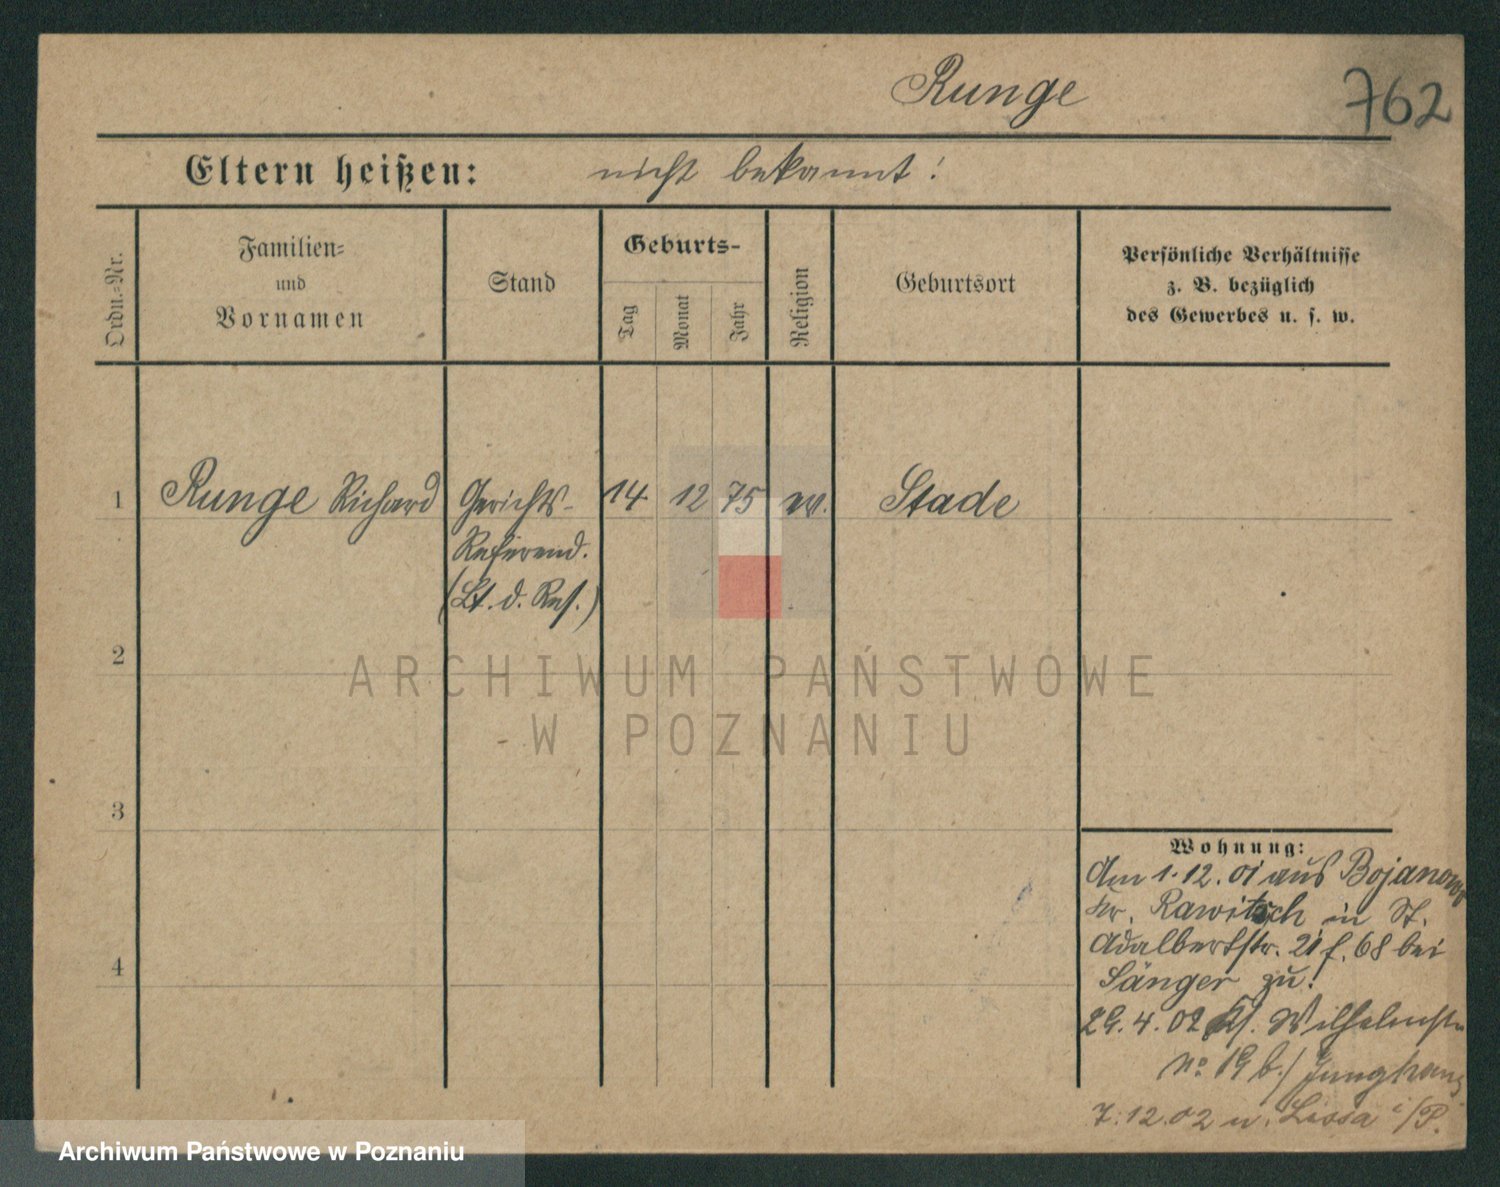 Runge
762
Eltern heißen: nicht bekannt!
Ordn.-Nr.
Familien-
und
Vornamen
Stand
Geburts-
Tag
Monat
Jahr
Religion
Geburtsort
Persönliche Verhältnisse
z. B. bezüglich
des Gewerbes u. s. w.
1 Runge Richard Gerichts- 14 12 75 ev. Stade
Referend.
(Lt. d. Res.)
2
3
4
Wohnung:
Am 1.12.01 aus Bojanowo
Kr. Rawitsch in St.
Adalbertstr. 21 f. 68 bei
Sänger zu!
29.4.02 Wilhelmstr
No 19 b./ Junghans
7.12.02 n. Lissa i/P.
ARCHIWUM PAŃSTWOWE
W POZNANIU
Archiwum Państwowe w Poznaniu